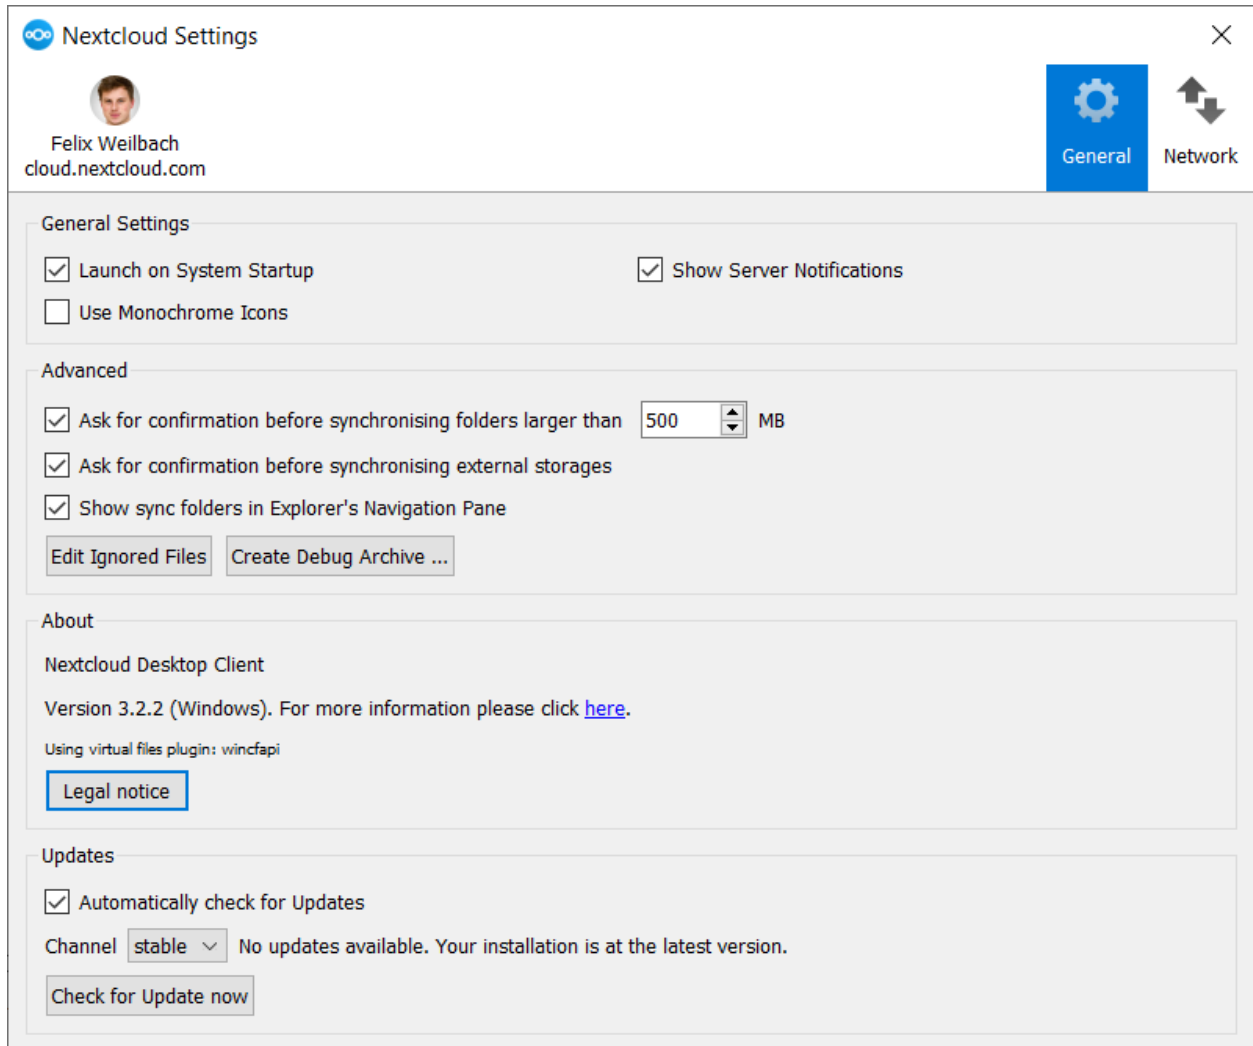 Nextcloud Settings
Felix Weilbach
cloud.nextcloud.com
General
Network
General Settings
Launch on System Startup
Show Server Notifications
Use Monochrome Icons
Advanced
Ask for confirmation before synchronising folders larger than 500 MB
Ask for confirmation before synchronising external storages
Show sync folders in Explorer's Navigation Pane
Edit Ignored Files
Create Debug Archive ...
About
Nextcloud Desktop Client
Version 3.2.2 (Windows). For more information please click here.
Using virtual files plugin: wincfapi
Legal notice
Updates
Automatically check for Updates
Channel stable No updates available. Your installation is at the latest version.
Check for Update now